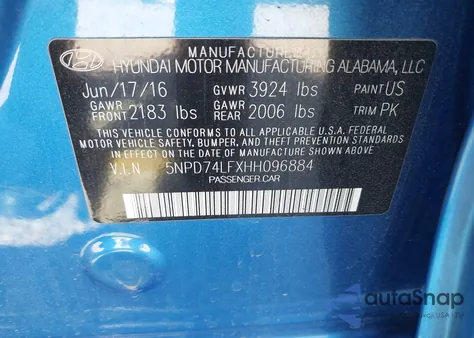 MANUFACTURED BY
HYUNDAI MOTOR MANUFACTURING ALABAMA, LLC
Jun/17/16 GVWR 3924 lbs PAINT US
GAWR FRONT 2183 lbs GAWR REAR 2006 lbs TRIM PK
THIS VEHICLE CONFORMS TO ALL APPLICABLE U.S.A. FEDERAL
MOTOR VEHICLE SAFETY, BUMPER, AND THEFT PREVENTION STANDARDS
IN EFFECT ON THE DATE OF MANUFACTURE SHOWN ABOVE.
V.I.N 5NPD74LFXHH096884
PASSENGER CAR
autoSnap